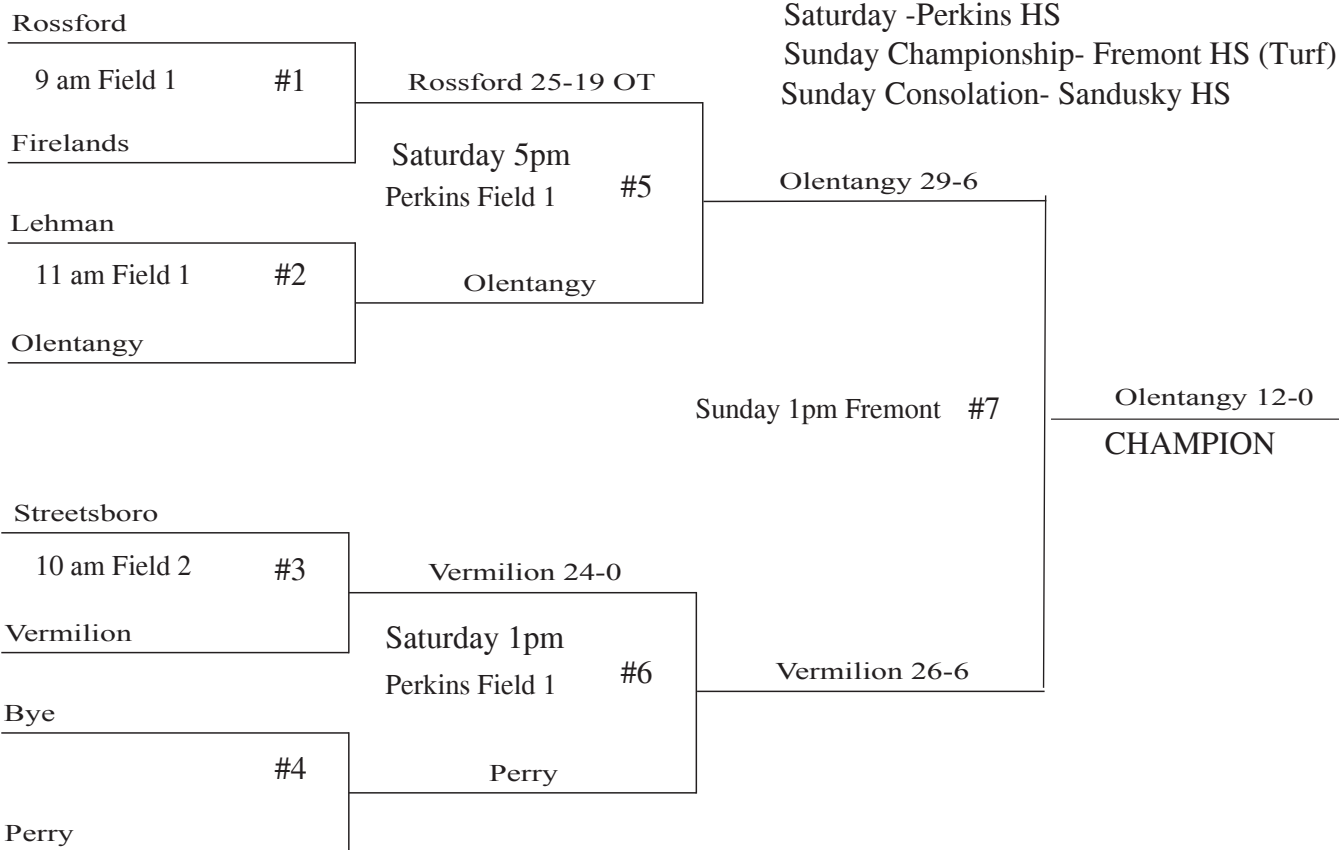 Saturday -Perkins HS
Sunday Championship- Fremont HS (Turf)
Sunday Consolation- Sandusky HS
Rossford
9 am Field 1 #1
Firelands
Rossford 25-19 OT
Saturday 5pm
Perkins Field 1 #5
Lehman
11 am Field 1 #2
Olentangy
Olentangy
Olentangy 29-6
Sunday 1pm Fremont #7
Olentangy 12-0
CHAMPION
Streetsboro
10 am Field 2 #3
Vermilion
Vermilion 24-0
Saturday 1pm
Perkins Field 1 #6
Vermilion 26-6
Bye
#4
Perry
Perry